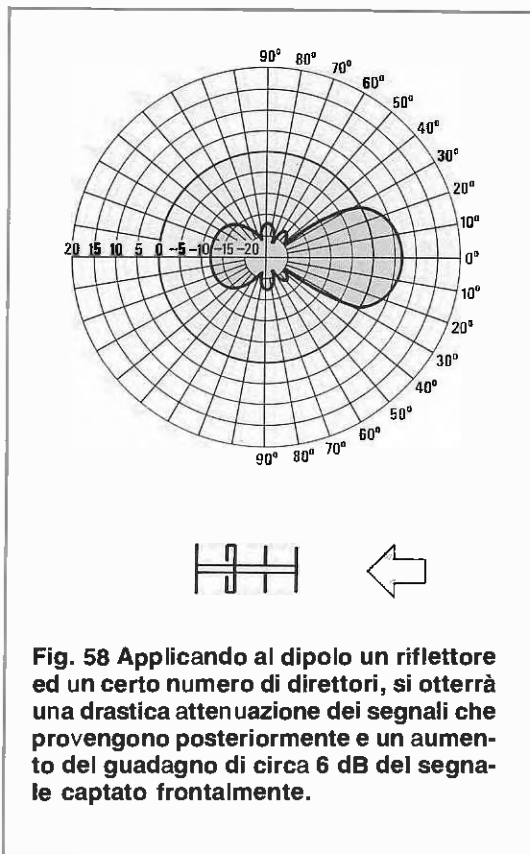 90° 80° 70° 60° 50° 40° 30° 20° 10° 0° 10° 20° 30° 40° 50° 60° 70° 80° 90°
20 15 10 5 0 -5 -10 -15 -20
Fig. 58 Applicando al dipolo un riflettore
ed un certo numero di direttori, si otterrà
una drastica attenuazione dei segnali che
provengono posteriormente e un aumen-
to del guadagno di circa 6 dB del segna-
le captato frontalmente.